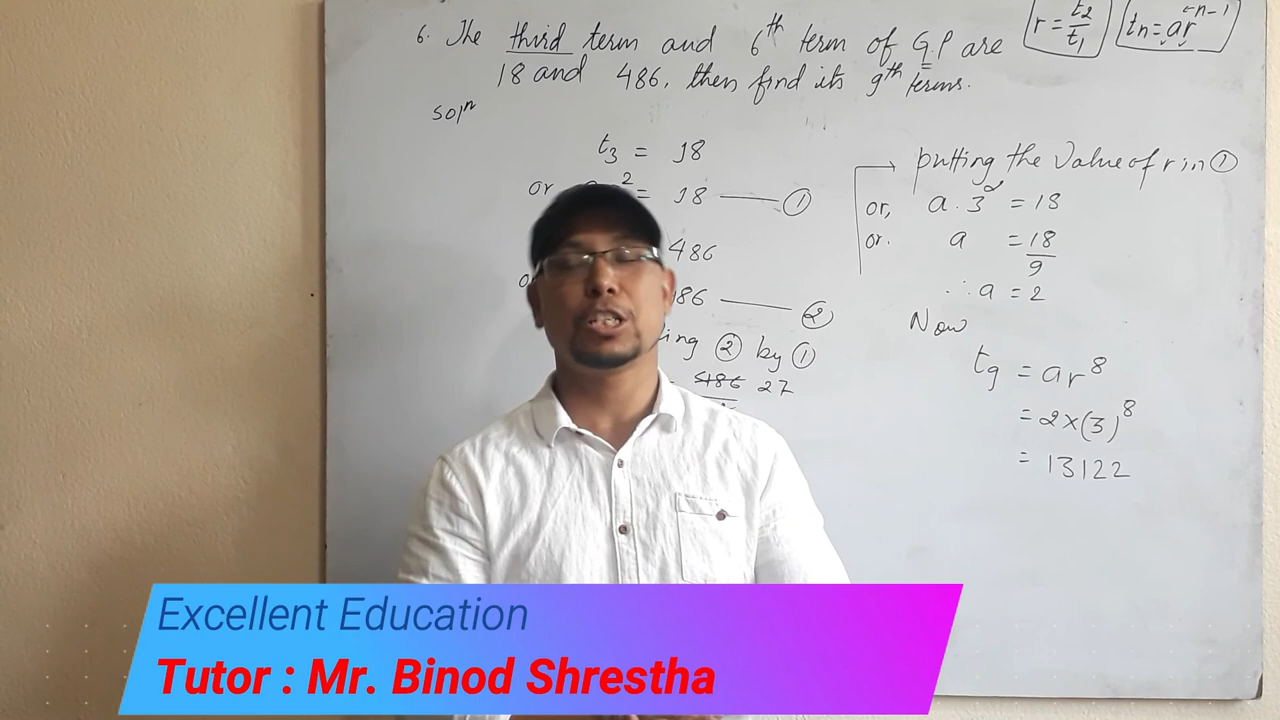 6. The third term and 6th term of G.P are
18 and 486, then find its 9th terms.
r = t2/t1
tn = ar^n-1
Solⁿ
t3 = 18
or 2 = 18 ①
486
86 ②
ing ② by ①
486 27
putting the value of r in ①
or, a . 3² = 18
or. a = 18/9
∴ a = 2
Now
t9 = ar⁸
= 2×(3)⁸
= 13122
Excellent Education
Tutor : Mr. Binod Shrestha